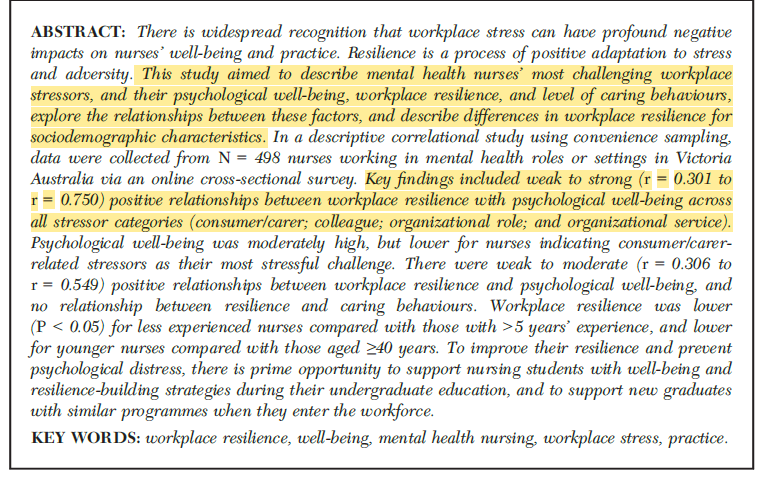 ABSTRACT: There is widespread recognition that workplace stress can have profound negative
impacts on nurses' well-being and practice. Resilience is a process of positive adaptation to stress
and adversity. This study aimed to describe mental health nurses' most challenging workplace
stressors, and their psychological well-being, workplace resilience, and level of caring behaviours,
explore the relationships between these factors, and describe differences in workplace resilience for
sociodemographic characteristics. In a descriptive correlational study using convenience sampling,
data were collected from N = 498 nurses working in mental health roles or settings in Victoria
Australia via an online cross-sectional survey. Key findings included weak to strong (r = 0.301 to
r = 0.750) positive relationships between workplace resilience with psychological well-being across
all stressor categories (consumer/carer; colleague; organizational role; and organizational service).
Psychological well-being was moderately high, but lower for nurses indicating consumer/carer-
related stressors as their most stressful challenge. There were weak to moderate (r = 0.306 to
r = 0.549) positive relationships between workplace resilience and psychological well-being, and
no relationship between resilience and caring behaviours. Workplace resilience was lower
(P < 0.05) for less experienced nurses compared with those with >5 years' experience, and lower
for younger nurses compared with those aged ≥40 years. To improve their resilience and prevent
psychological distress, there is prime opportunity to support nursing students with well-being and
resilience-building strategies during their undergraduate education, and to support new graduates
with similar programmes when they enter the workforce.
KEY WORDS: workplace resilience, well-being, mental health nursing, workplace stress, practice.